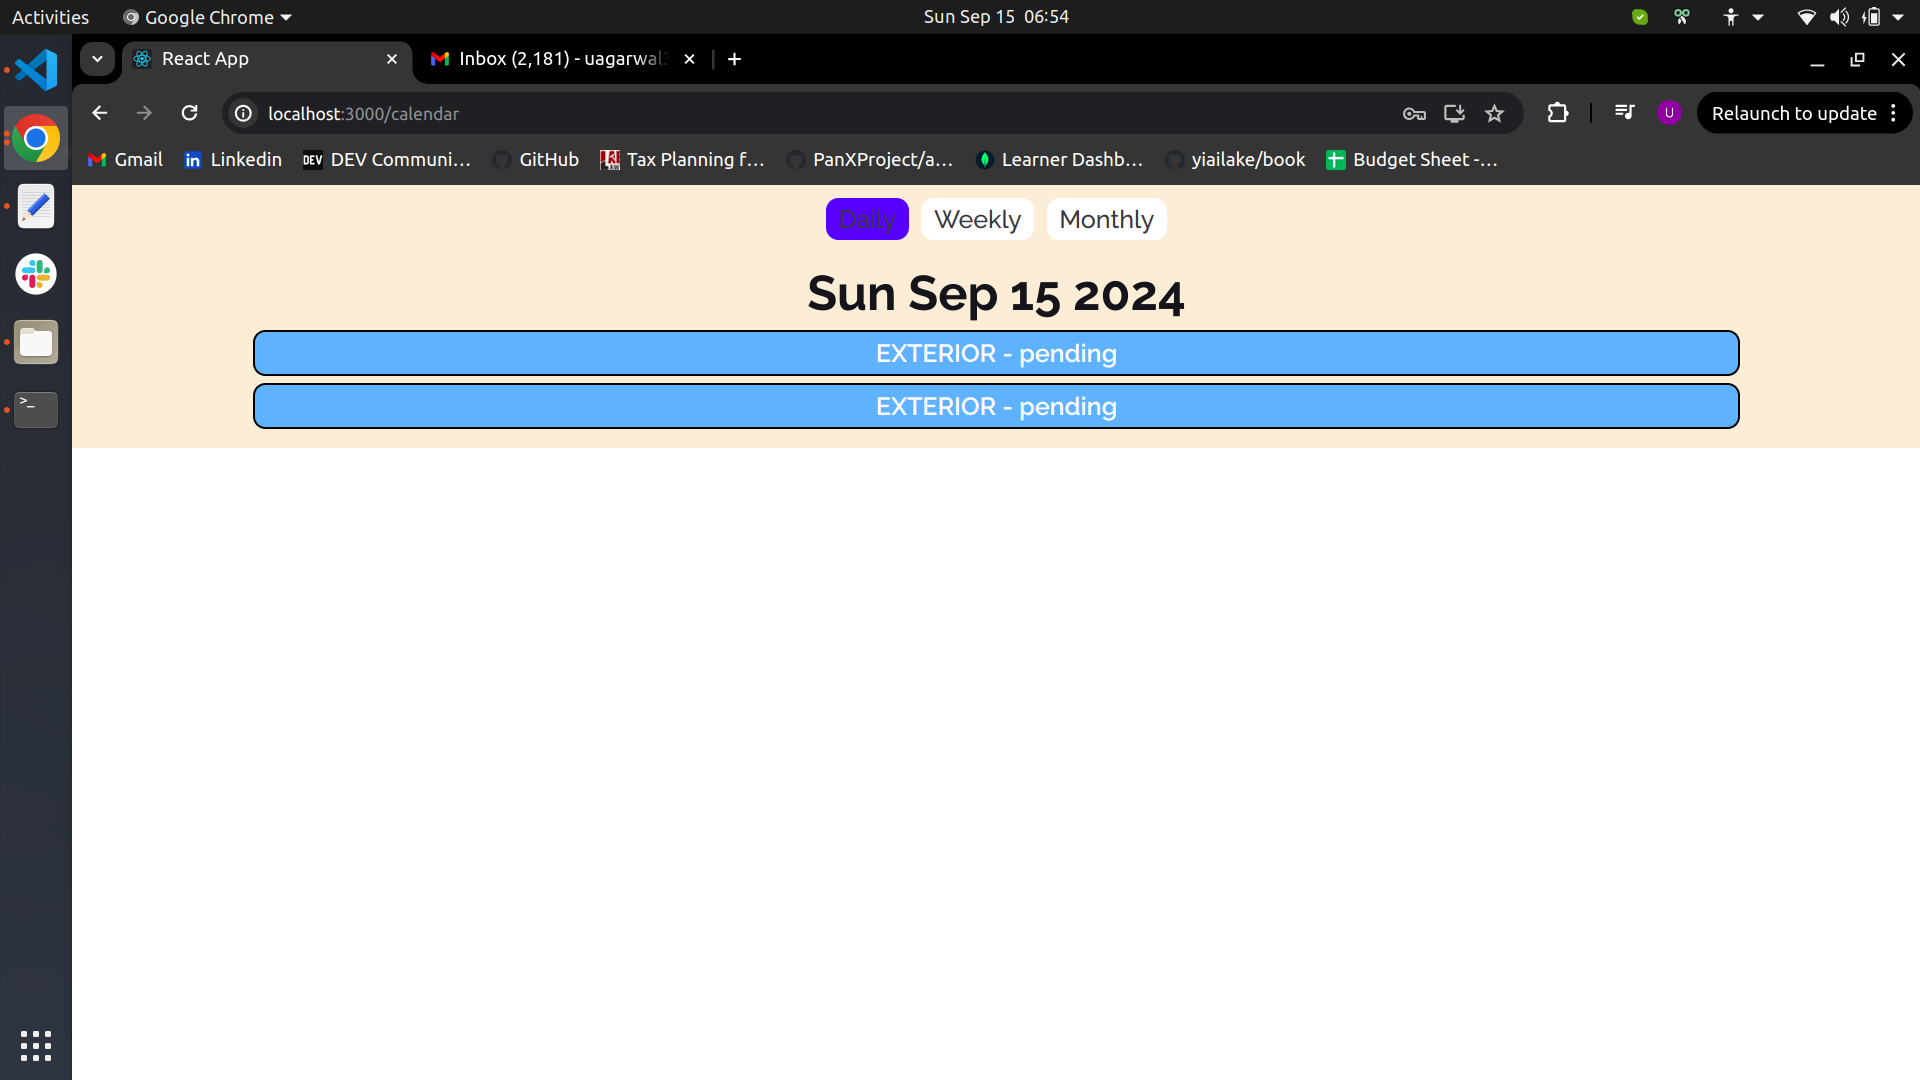 Activities Google Chrome Sun Sep 15 06:54
React App Inbox (2,181) - uagarwal
localhost:3000/calendar Relaunch to update
U
Gmail Linkedin DEV DEV Communi... GitHub Tax Planning f... PanXProject/a... Learner Dashb... yiailake/book Budget Sheet -...
Daily Weekly Monthly
Sun Sep 15 2024
EXTERIOR - pending
EXTERIOR - pending